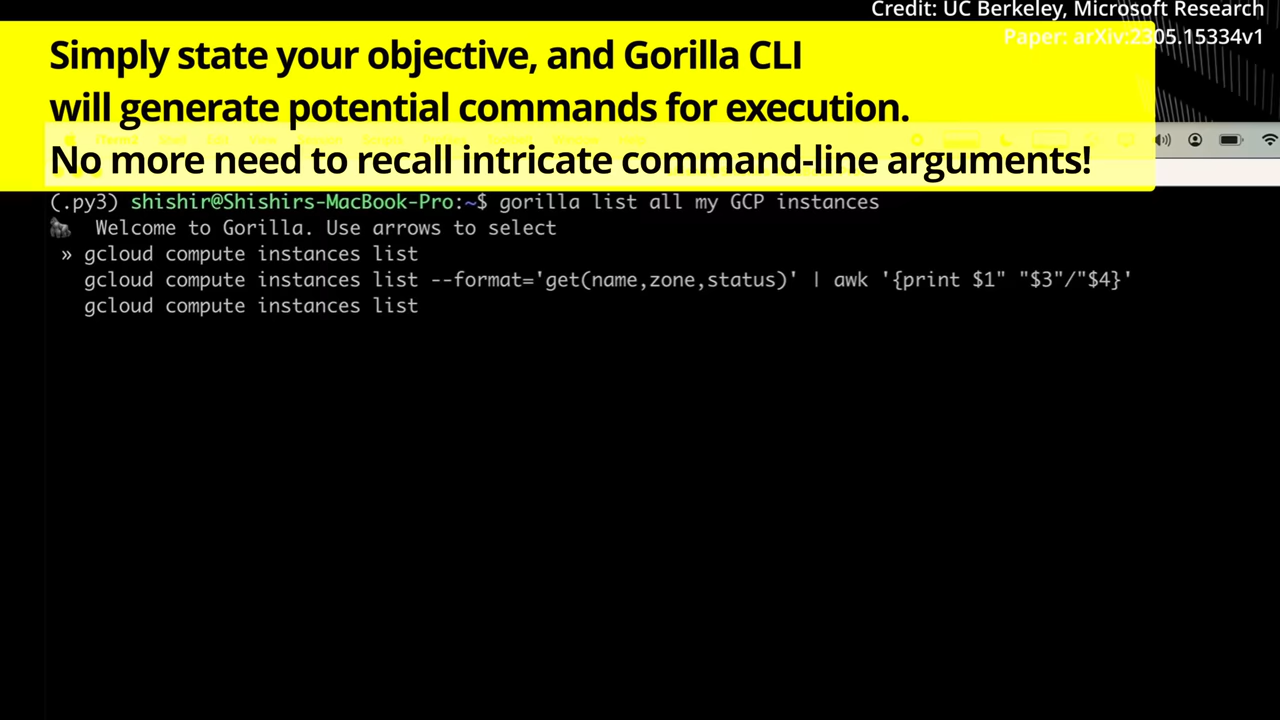 Credit: UC Berkeley, Microsoft Research
Paper: arXiv:2305.15334v1
Simply state your objective, and Gorilla CLI
will generate potential commands for execution.
No more need to recall intricate command-line arguments!
(.py3) shishir@Shishirs-MacBook-Pro:~$ gorilla list all my GCP instances
🦍 Welcome to Gorilla. Use arrows to select
» gcloud compute instances list
gcloud compute instances list --format='get(name,zone,status)' | awk '{print $1" "$3"/"$4}'
gcloud compute instances list